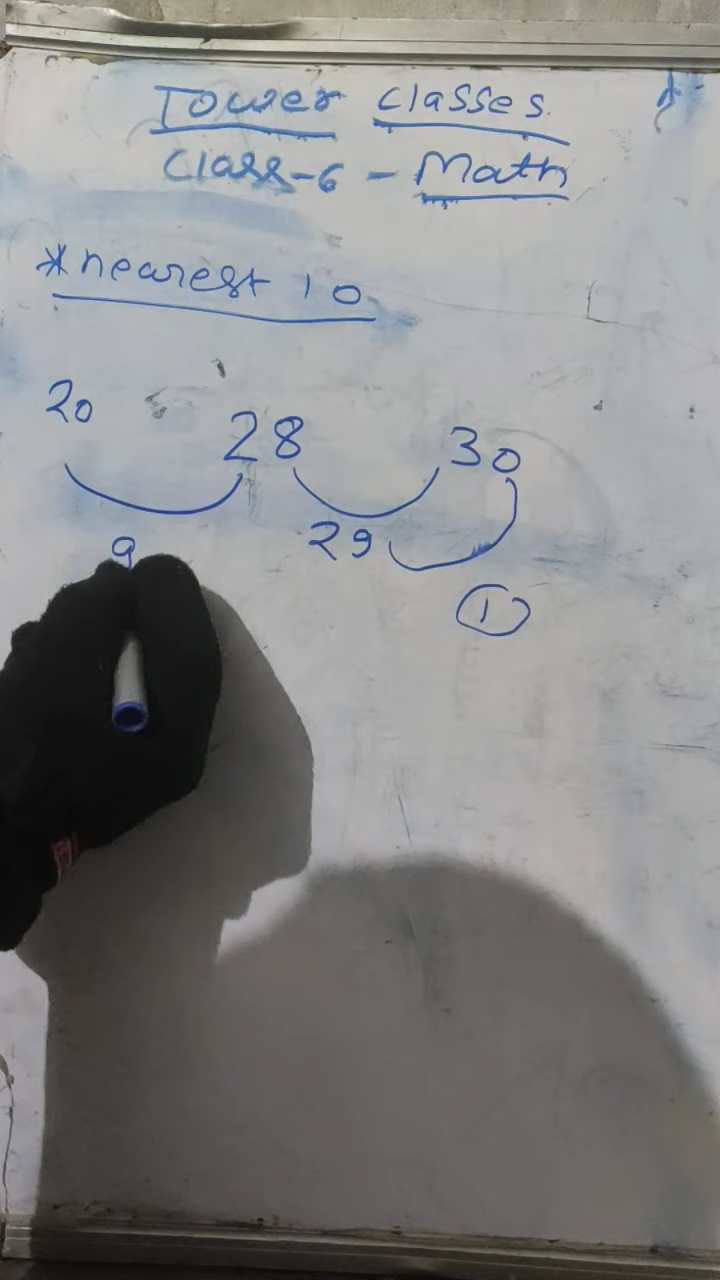 Tower Classes.
Class-6 - Math
*nearest 10
20 28 30
9 29
1